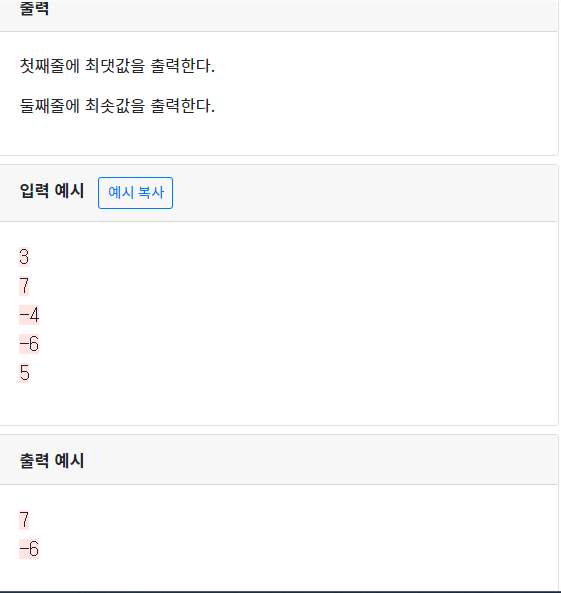 출력
첫째줄에 최댓값을 출력한다.
둘째줄에 최솟값을 출력한다.
입력 예시 예시 복사
3
7
-4
-6
5
출력 예시
7
-6